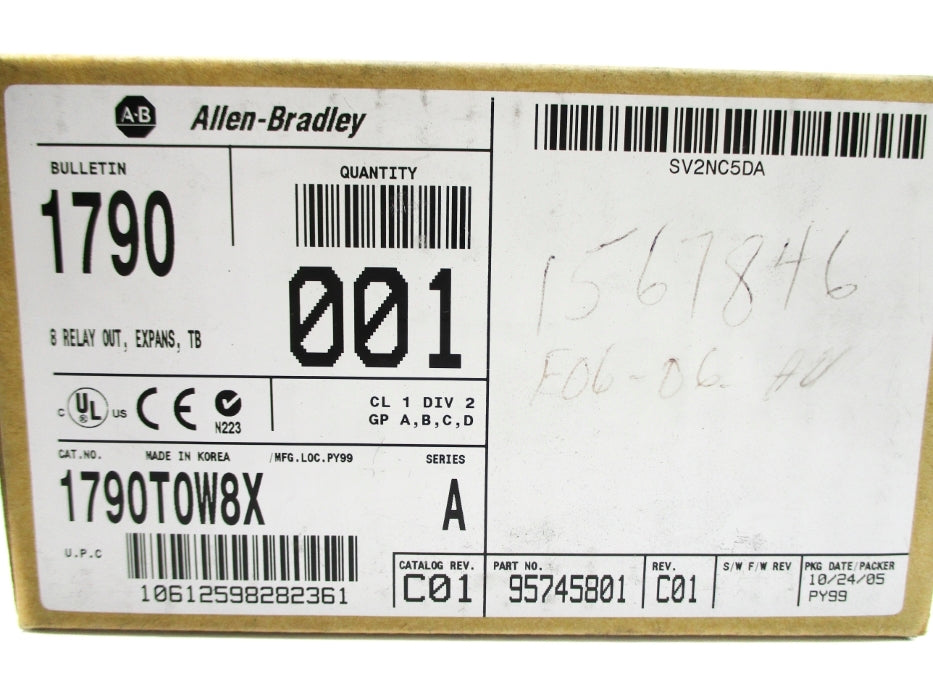 A-B Allen-Bradley
BULLETIN
1790
QUANTITY
001
8 RELAY OUT, EXPANS, TB
C UL US CE N223
CL 1 DIV 2
GP A,B,C,D
CAT.NO. MADE IN KOREA /MFG.LOC.PY99 SERIES
1790T0W8X A
U.P.C
10612598282361
CATALOG REV.
C01
SV2NC5DA
1567846
F06-06
PART NO.
95745801
REV.
C01
S/W F/W REV
PKG DATE/PACKER
10/24/05
PY99